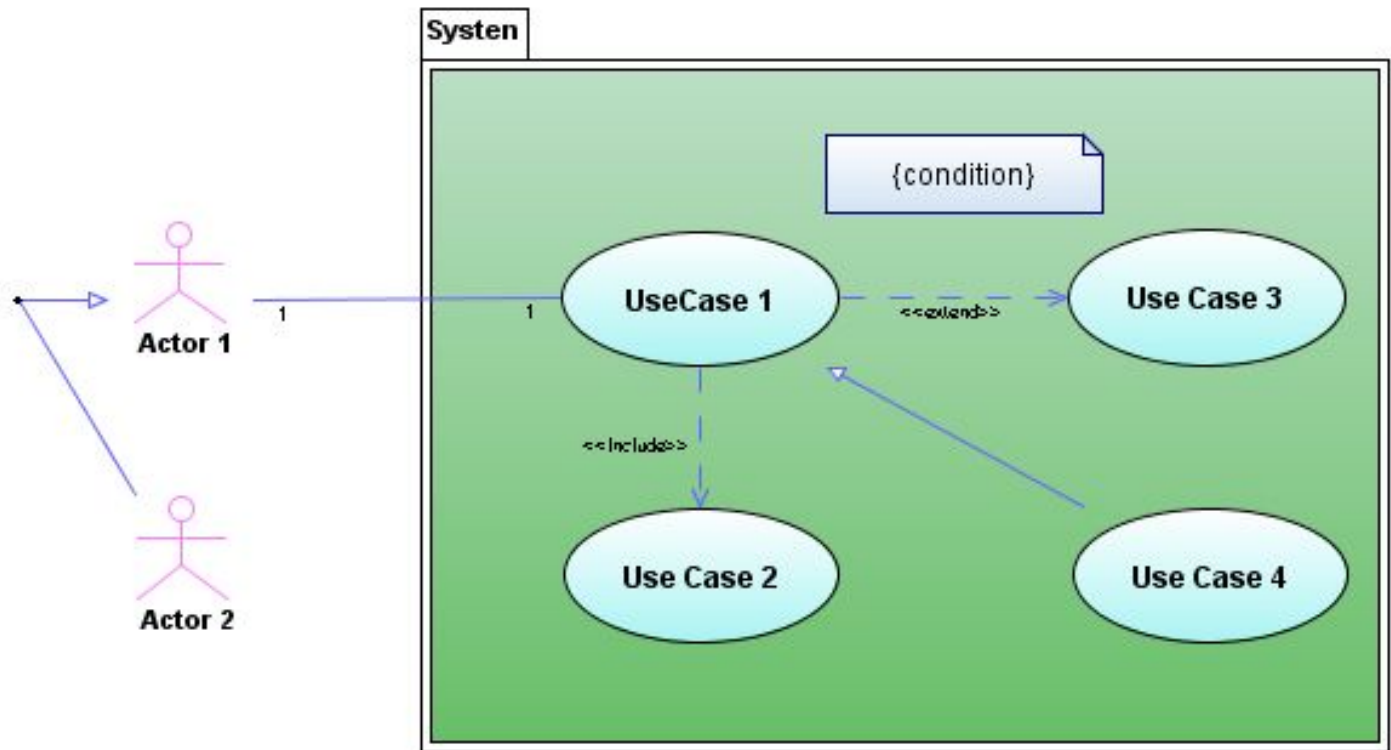 Systen
{condition}
Actor 1
1
1
UseCase 1
<<extend>>
Use Case 3
<<include>>
Actor 2
Use Case 2
Use Case 4